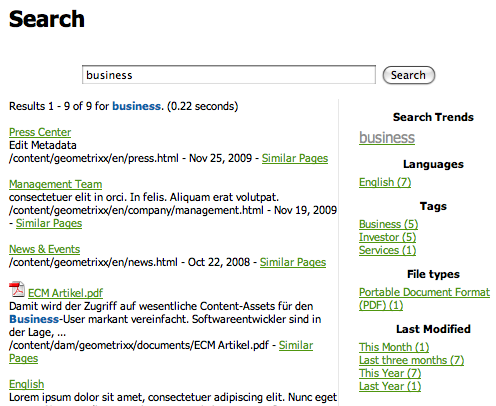 Search
business
Search
Results 1 - 9 of 9 for business. (0.22 seconds)
Press Center
Edit Metadata
/content/geometrixx/en/press.html - Nov 25, 2009 - Similar Pages
Management Team
consectetuer elit in orci. In felis. Aliquam erat volutpat.
/content/geometrixx/en/company/management.html - Nov 19, 2009
- Similar Pages
News & Events
/content/geometrixx/en/news.html - Oct 22, 2008 - Similar Pages
ECM Artikel.pdf
Damit wird der Zugriff auf wesentliche Content-Assets für den
Business-User markant vereinfacht. Softwareentwickler sind in
der Lage, ...
/content/dam/geometrixx/documents/ECM Artikel.pdf - Similar
Pages
English
Lorem ipsum dolor sit amet, consectetuer adipiscing elit. Nunc eget
Search Trends
business
Languages
English (7)
Tags
Business (5)
Investor (5)
Services (1)
File types
Portable Document Format
(PDF) (1)
Last Modified
This Month (1)
Last three months (7)
This Year (7)
Last Year (1)